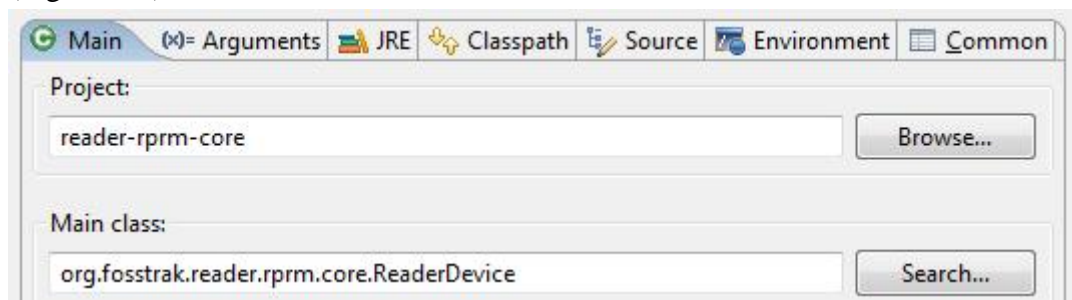 Main (x)= Arguments JRE Classpath Source Environment Common
Project:
reader-rprm-core Browse...
Main class:
org.fosstrak.reader.rprm.core.ReaderDevice Search...